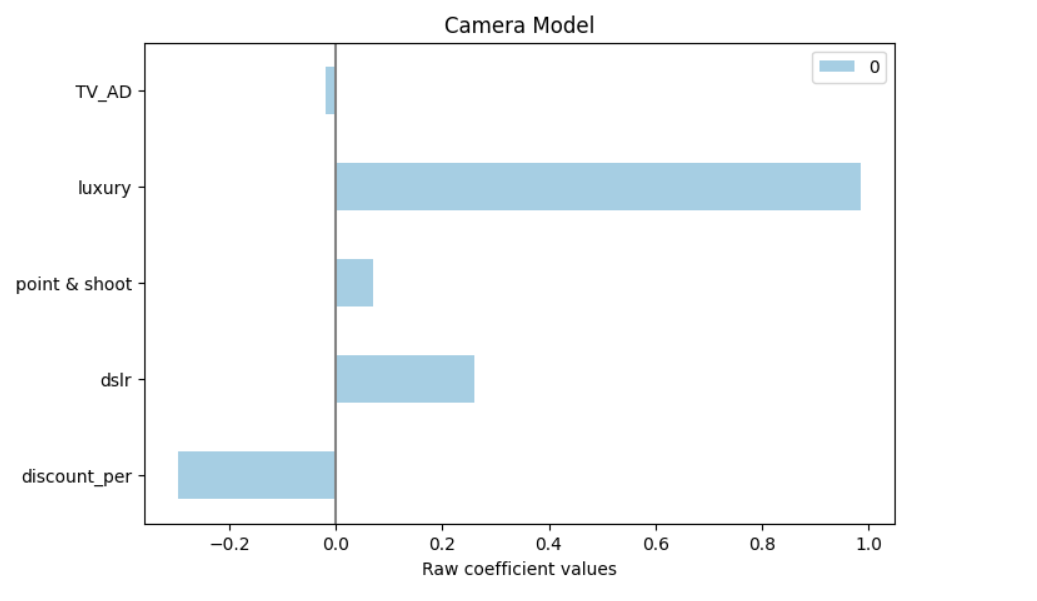 Camera Model
0
TV_AD
luxury
point & shoot
dslr
discount_per
−0.2 0.0 0.2 0.4 0.6 0.8 1.0
Raw coefficient values